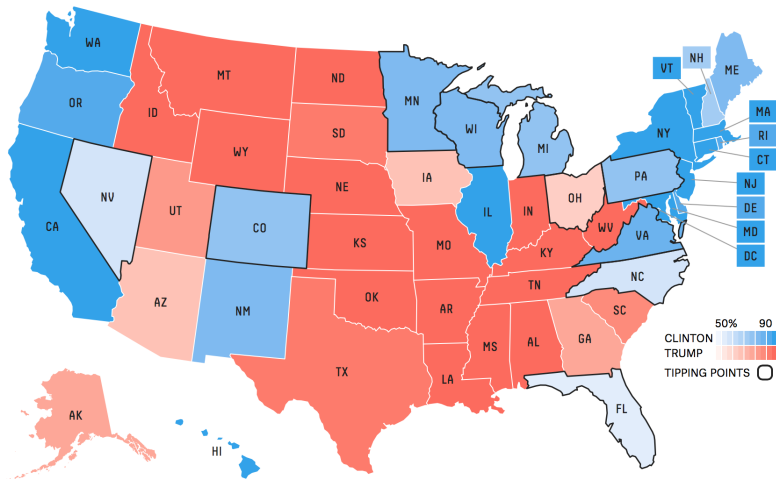 WA
MT
ND
MN
VT
NH
ME
OR
ID
SD
WI
MI
NY
MA
RI
CT
WY
NE
IA
PA
NJ
NV
UT
CO
IL
IN
OH
DE
MD
DC
CA
KS
MO
KY
WV
VA
AZ
NM
OK
AR
TN
NC
SC
TX
LA
MS
AL
GA
FL
AK
HI
50% 90
CLINTON
TRUMP
TIPPING POINTS